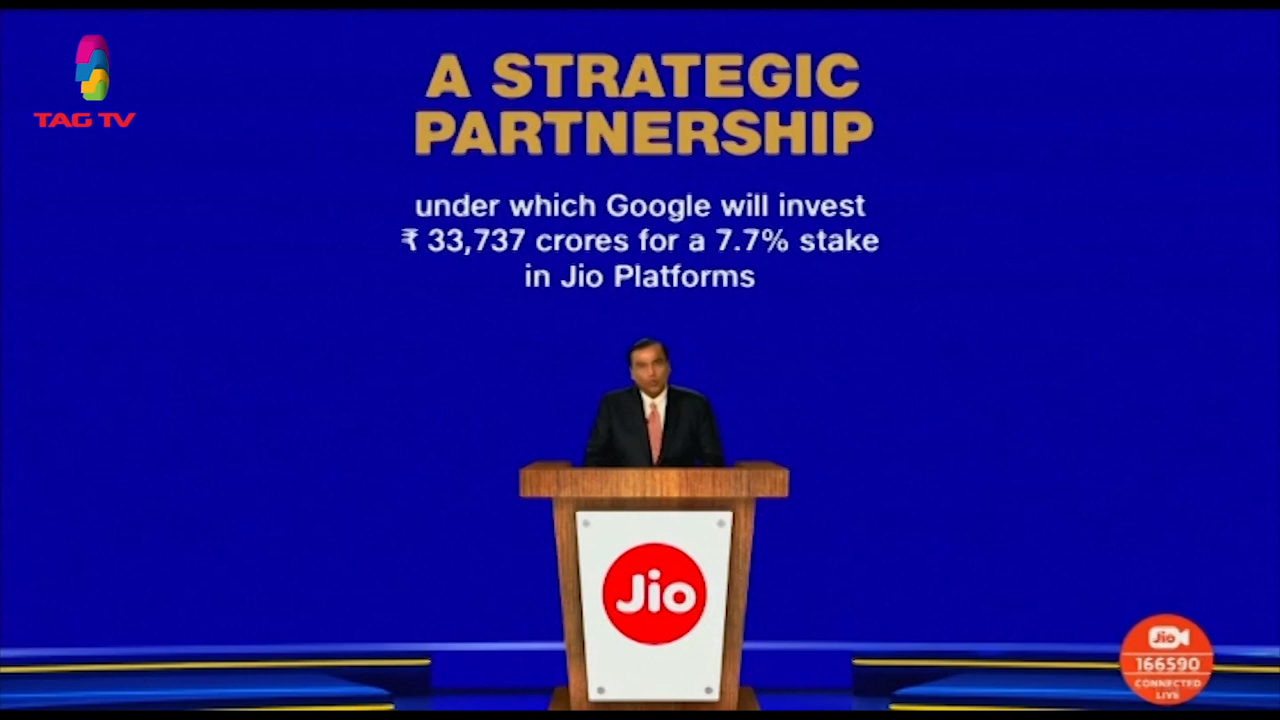 TAG TV
A STRATEGIC
PARTNERSHIP
under which Google will invest
₹ 33,737 crores for a 7.7% stake
in Jio Platforms
Jio
Jio
166590
CONNECTED
LIVE